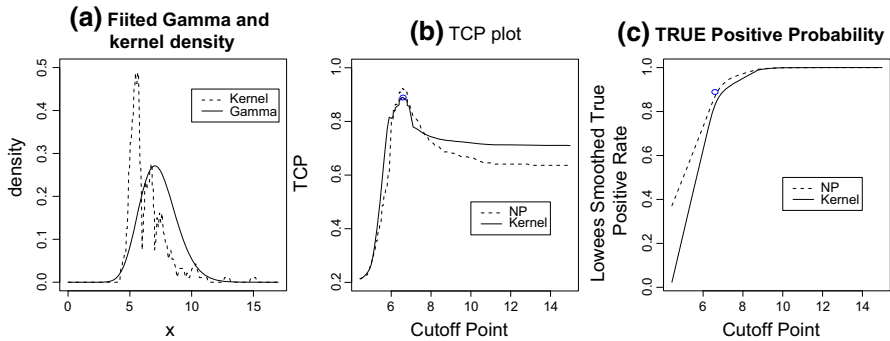 (a) Fiited Gamma and
kernel density
density
0.5
0.4
0.3
0.2
0.1
0.0
Kernel
Gamma
0 5 10 15
x
(b) TCP plot
TCP
1.0
0.8
0.6
0.4
0.2
NP
Kernel
6 8 10 12 14
Cutoff Point
(c) TRUE Positive Probability
Lowees Smoothed True
Positive Rate
1.0
0.8
0.6
0.4
0.2
0.0
NP
Kernel
6 8 10 12 14
Cutoff Point